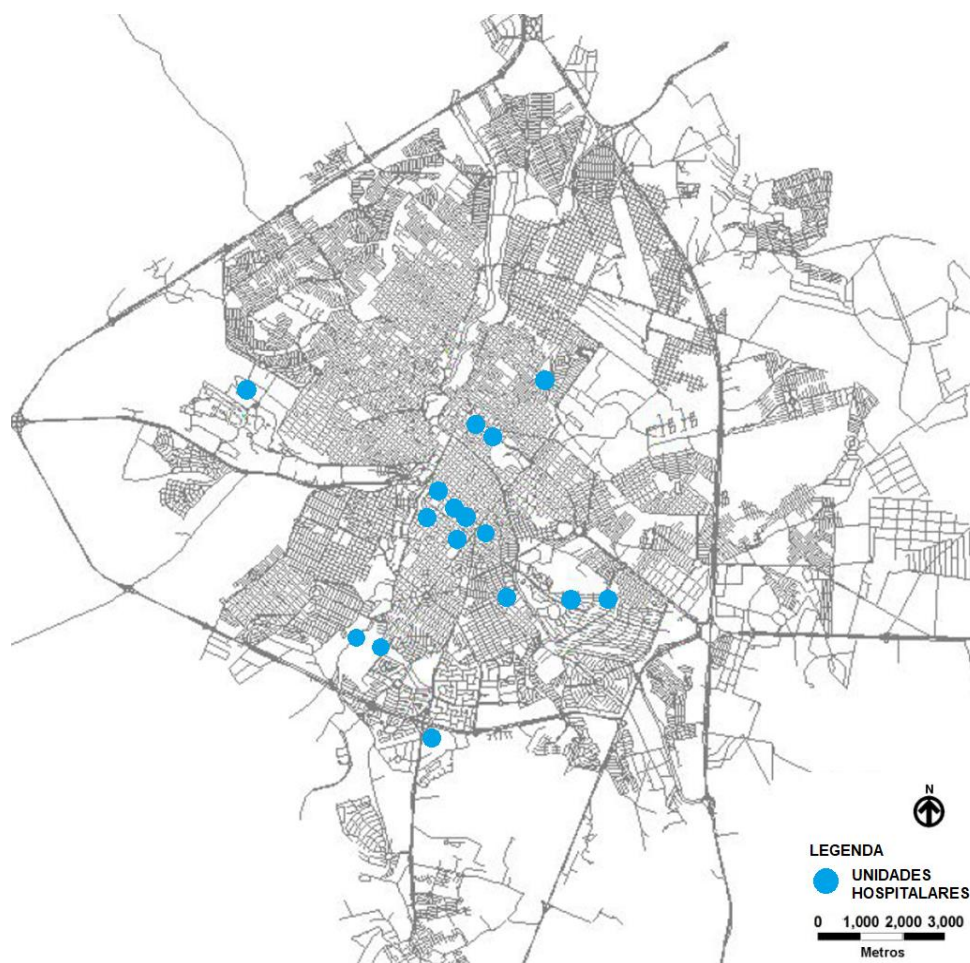 N
LEGENDA
UNIDADES
HOSPITALARES
0 1,000 2,000 3,000
Metros